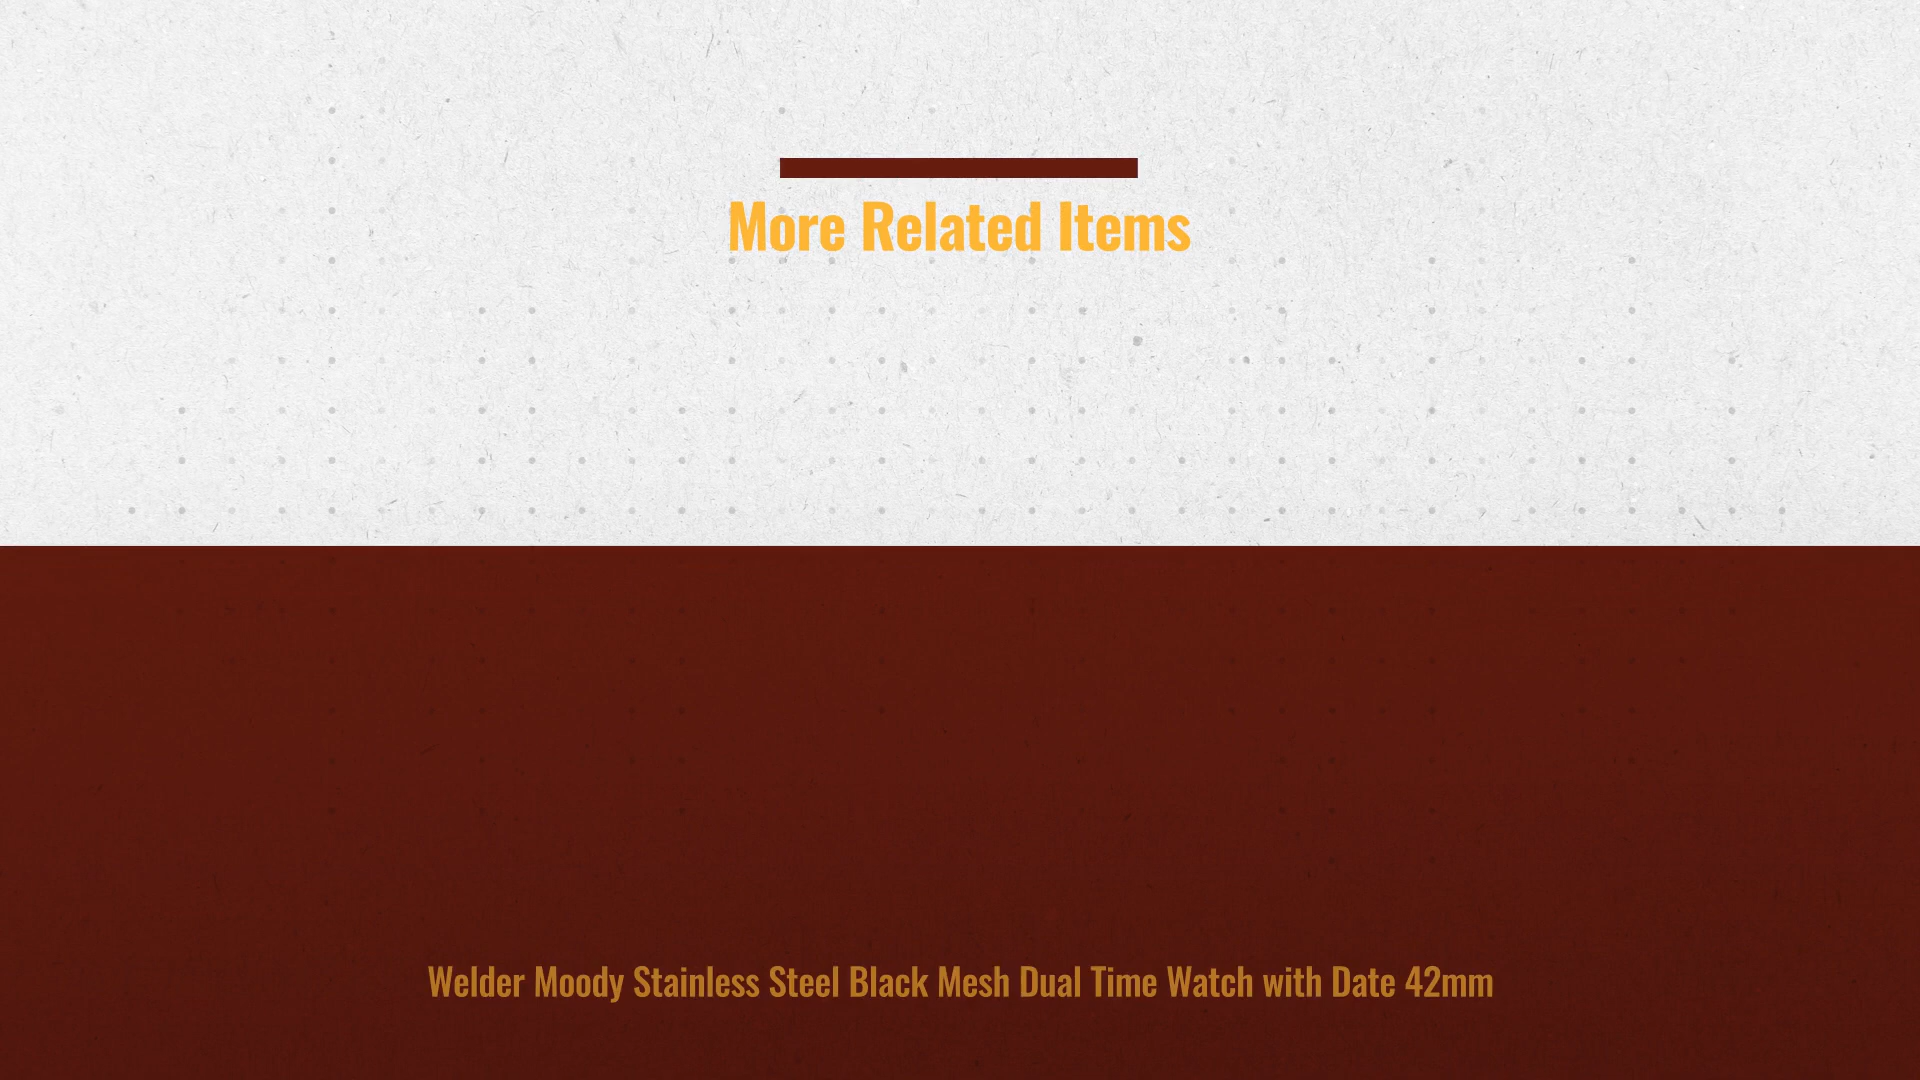 More Related Items
Welder Moody Stainless Steel Black Mesh Dual Time Watch with Date 42mm